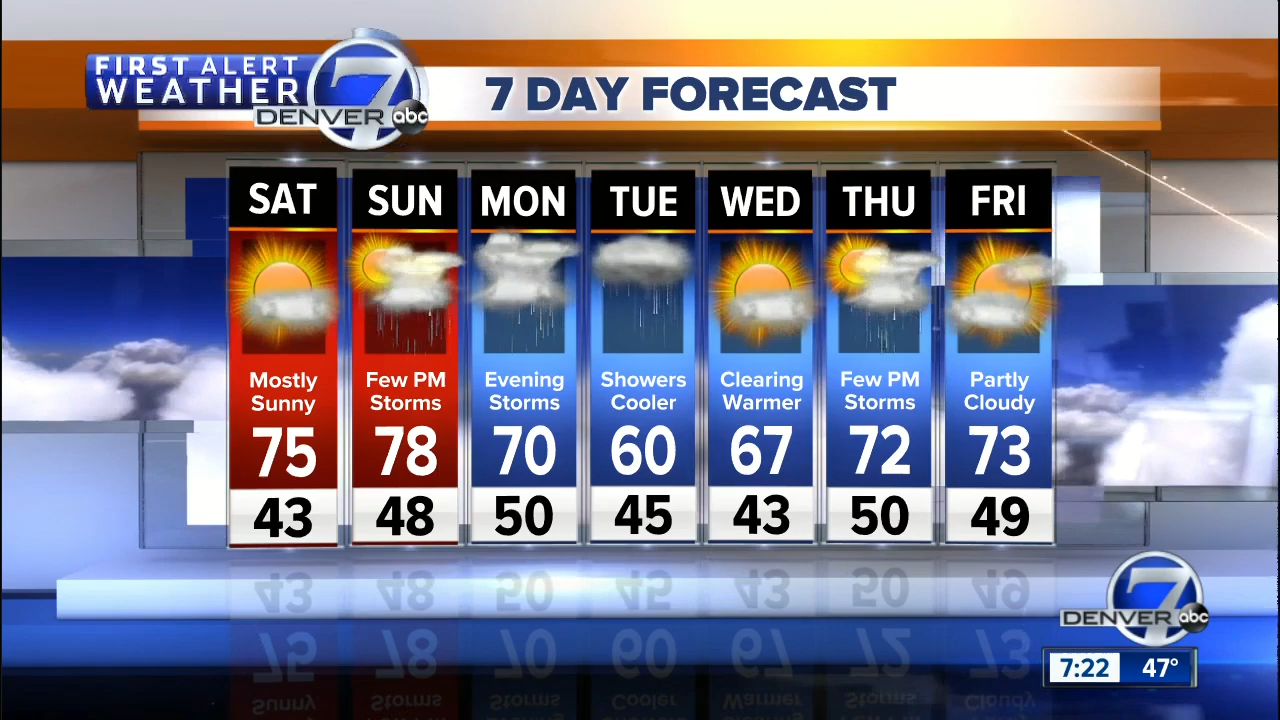 FIRST ALERT
WEATHER
7
DENVER abc
7 DAY FORECAST
SAT SUN MON TUE WED THU FRI
Mostly Few PM Evening Showers Clearing Few PM Partly
Sunny Storms Storms Cooler Warmer Storms Cloudy
75 78 70 60 67 72 73
43 48 50 45 43 50 49
7
DENVER abc
7:22 47°